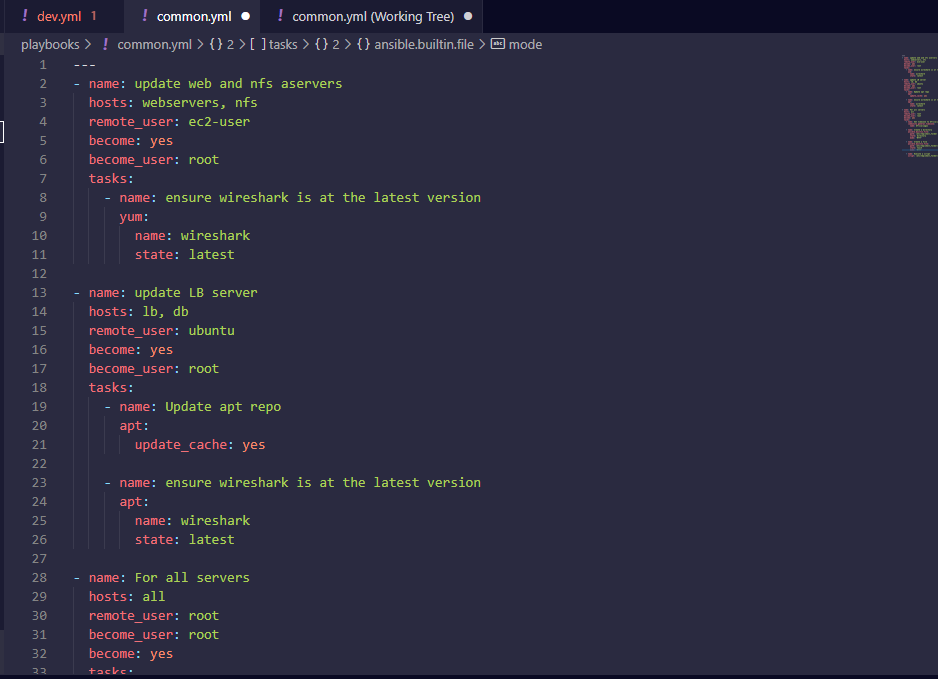 dev.yml 1 common.yml common.yml (Working Tree)
playbooks > common.yml > {} 2 > [ ] tasks > {} 2 > {} ansible.builtin.file > abc mode
1 ---
2 - name: update web and nfs aservers
3 hosts: webservers, nfs
4 remote_user: ec2-user
5 become: yes
6 become_user: root
7 tasks:
8 - name: ensure wireshark is at the latest version
9 yum:
10 name: wireshark
11 state: latest
12
13 - name: update LB server
14 hosts: lb, db
15 remote_user: ubuntu
16 become: yes
17 become_user: root
18 tasks:
19 - name: Update apt repo
20 apt:
21 update_cache: yes
22
23 - name: ensure wireshark is at the latest version
24 apt:
25 name: wireshark
26 state: latest
27
28 - name: For all servers
29 hosts: all
30 remote_user: root
31 become_user: root
32 become: yes
33 tasks: